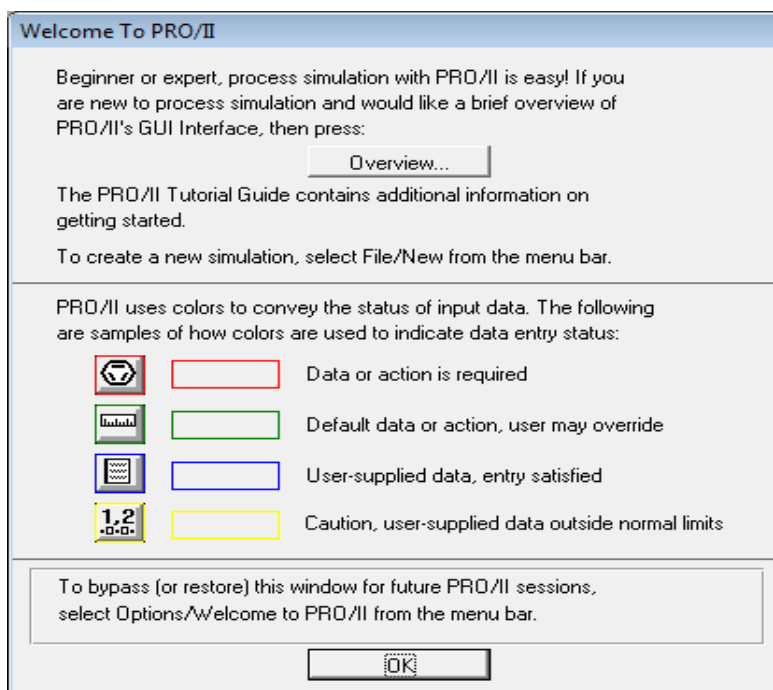 Welcome To PRO/II
Beginner or expert, process simulation with PRO/II is easy! If you
are new to process simulation and would like a brief overview of
PRO/II's GUI Interface, then press:
Overview...
The PRO/II Tutorial Guide contains additional information on
getting started.
To create a new simulation, select File/New from the menu bar.
PRO/II uses colors to convey the status of input data. The following
are samples of how colors are used to indicate data entry status:
Data or action is required
Default data or action, user may override
User-supplied data, entry satisfied
1,2
Caution, user-supplied data outside normal limits
To bypass (or restore) this window for future PRO/II sessions,
select Options/Welcome to PRO/II from the menu bar.
OK